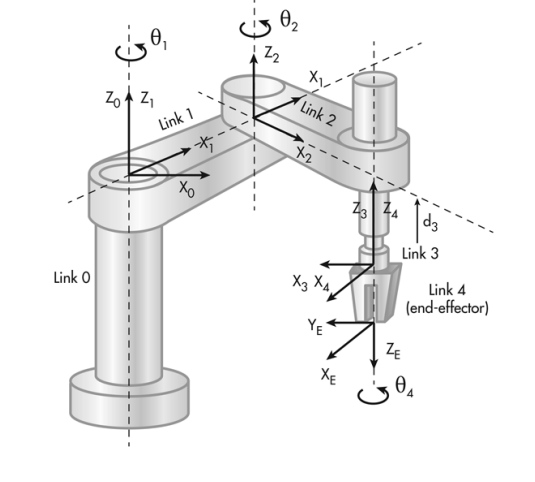 θ1
θ2
Z2
Z0 Z1
X1
Link 1
Link 2
X1
X2
X0
Z3 Z4
d3
Link 3
Link 0
X3 X4
Link 4
(end-effector)
YE
ZE
XE
θ4